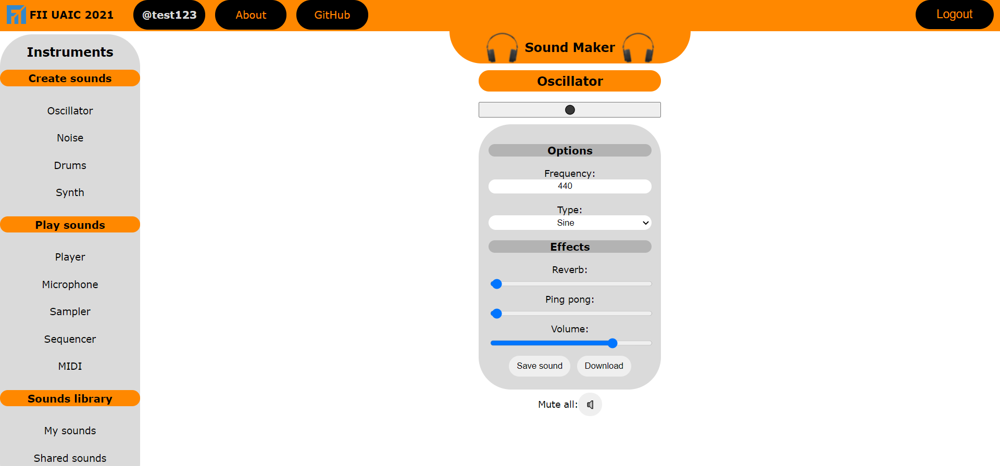 FII UAIC 2021
@test123
About
GitHub
Logout
Sound Maker
Instruments
Create sounds
Oscillator
Noise
Drums
Synth
Play sounds
Player
Microphone
Sampler
Sequencer
MIDI
Sounds library
My sounds
Shared sounds
Oscillator
Options
Frequency:
440
Type:
Sine
Effects
Reverb:
Ping pong:
Volume:
Save sound
Download
Mute all: